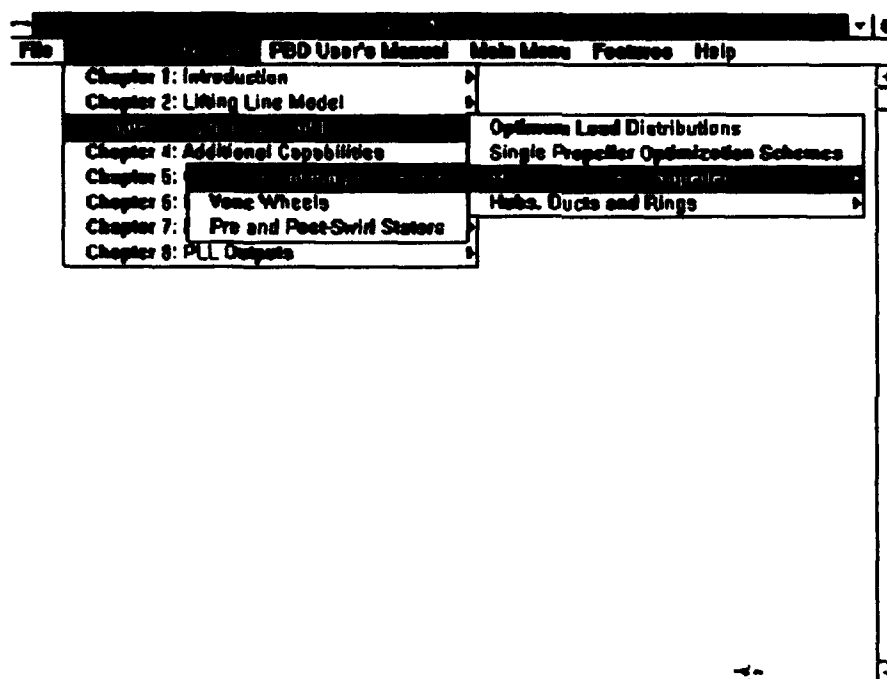 File PBD User's Manual Main Menu Features Help
Chapter 1: Introduction
Chapter 2: Lifting Line Model
Optimum Load Distributions
Chapter 4: Additional Capabilities
Single Propeller Optimization Schemes
Chapter 5:
Chapter 6:
Vane Wheels
Hubs, Ducts and Rings
Chapter 7:
Pre and Post-Swirl Stators
Chapter 8: PLL Outputs